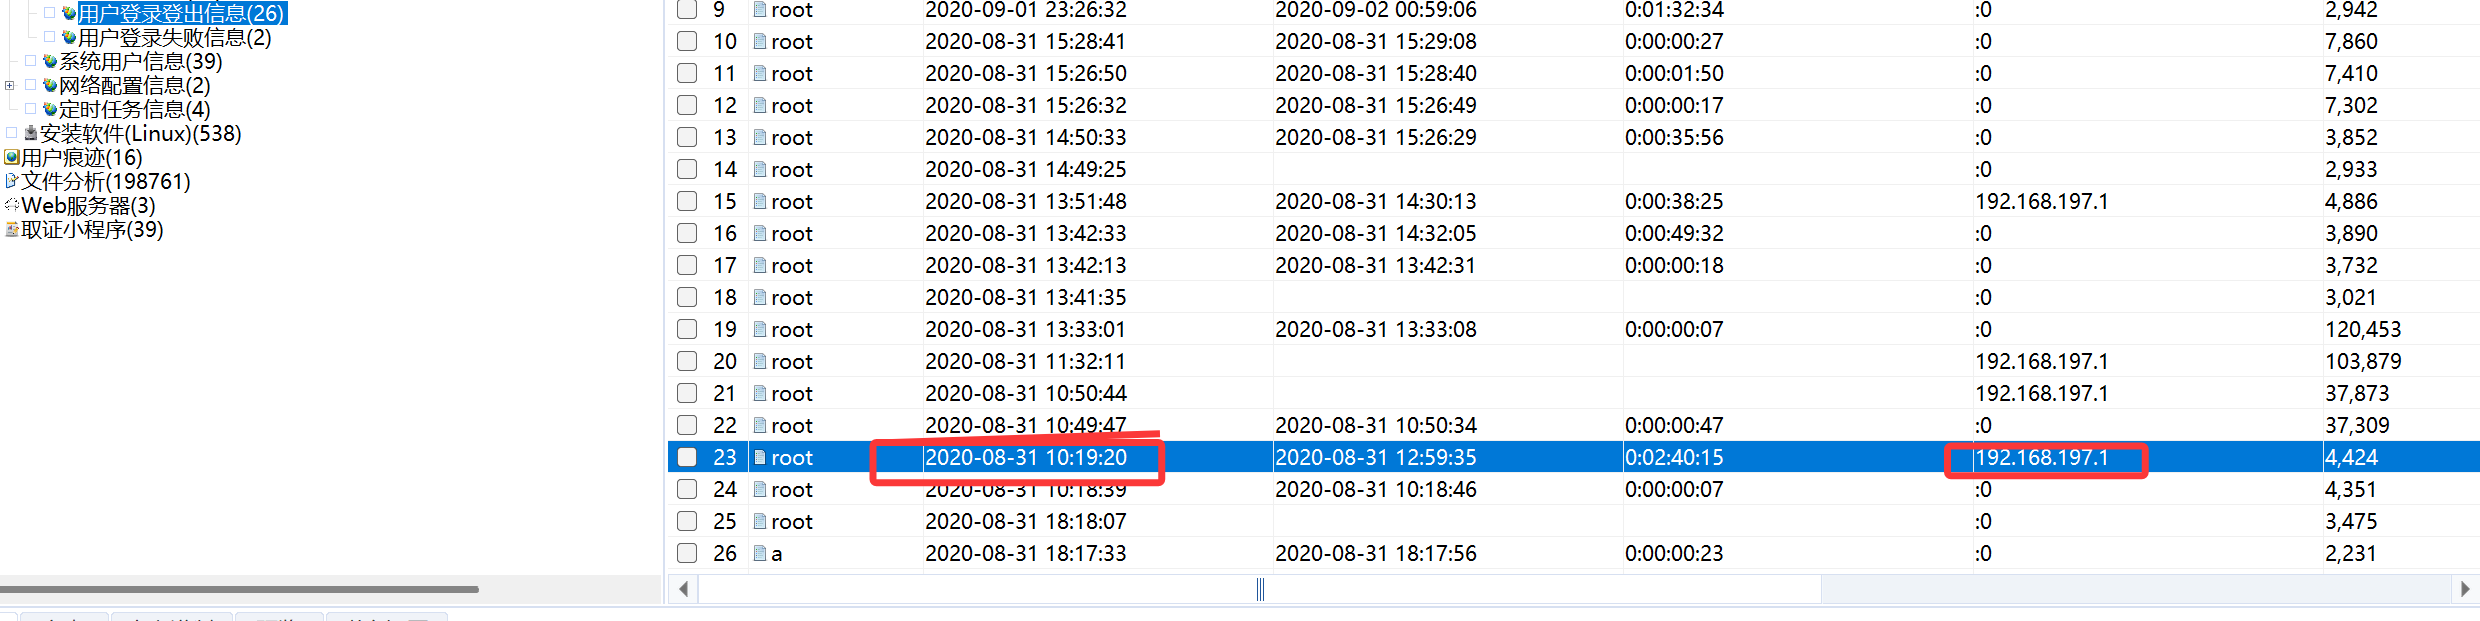 用户登录登出信息(26)
用户登录失败信息(2)
系统用户信息(39)
网络配置信息(2)
定时任务信息(4)
安装软件(Linux)(538)
用户痕迹(16)
文件分析(198761)
Web服务器(3)
取证小程序(39)
9 root 2020-09-01 23:26:32 2020-09-02 00:59:06 0:01:32:34 :0 2,942
10 root 2020-08-31 15:28:41 2020-08-31 15:29:08 0:00:00:27 :0 7,860
11 root 2020-08-31 15:26:50 2020-08-31 15:28:40 0:00:01:50 :0 7,410
12 root 2020-08-31 15:26:32 2020-08-31 15:26:49 0:00:00:17 :0 7,302
13 root 2020-08-31 14:50:33 2020-08-31 15:26:29 0:00:35:56 :0 3,852
14 root 2020-08-31 14:49:25 :0 2,933
15 root 2020-08-31 13:51:48 2020-08-31 14:30:13 0:00:38:25 192.168.197.1 4,886
16 root 2020-08-31 13:42:33 2020-08-31 14:32:05 0:00:49:32 :0 3,890
17 root 2020-08-31 13:42:13 2020-08-31 13:42:31 0:00:00:18 :0 3,732
18 root 2020-08-31 13:41:35 :0 3,021
19 root 2020-08-31 13:33:01 2020-08-31 13:33:08 0:00:00:07 :0 120,453
20 root 2020-08-31 11:32:11 192.168.197.1 103,879
21 root 2020-08-31 10:50:44 192.168.197.1 37,873
22 root 2020-08-31 10:49:47 2020-08-31 10:50:34 0:00:00:47 :0 37,309
23 root 2020-08-31 10:19:20 2020-08-31 12:59:35 0:02:40:15 192.168.197.1 4,424
24 root 2020-08-31 10:18:39 2020-08-31 10:18:46 0:00:00:07 :0 4,351
25 root 2020-08-31 18:18:07 :0 3,475
26 a 2020-08-31 18:17:33 2020-08-31 18:17:56 0:00:00:23 :0 2,231